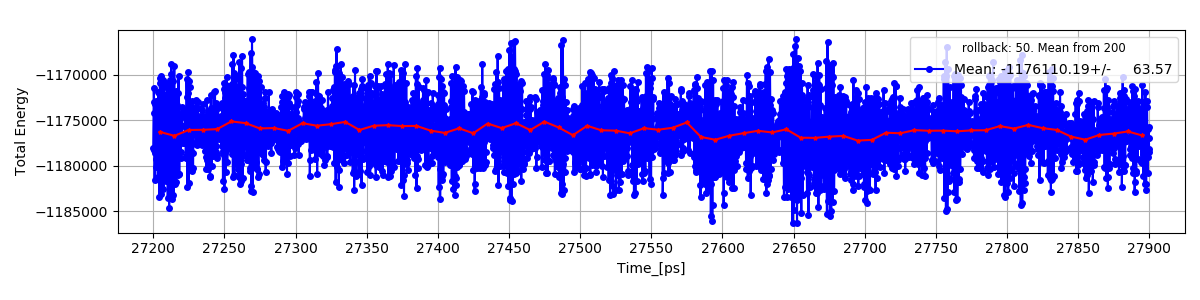 rollback: 50. Mean from 200
Mean: -1176110.19+/- 63.57
Total Energy
−1170000
−1175000
−1180000
−1185000
27200 27250 27300 27350 27400 27450 27500 27550 27600 27650 27700 27750 27800 27850 27900
Time_[ps]